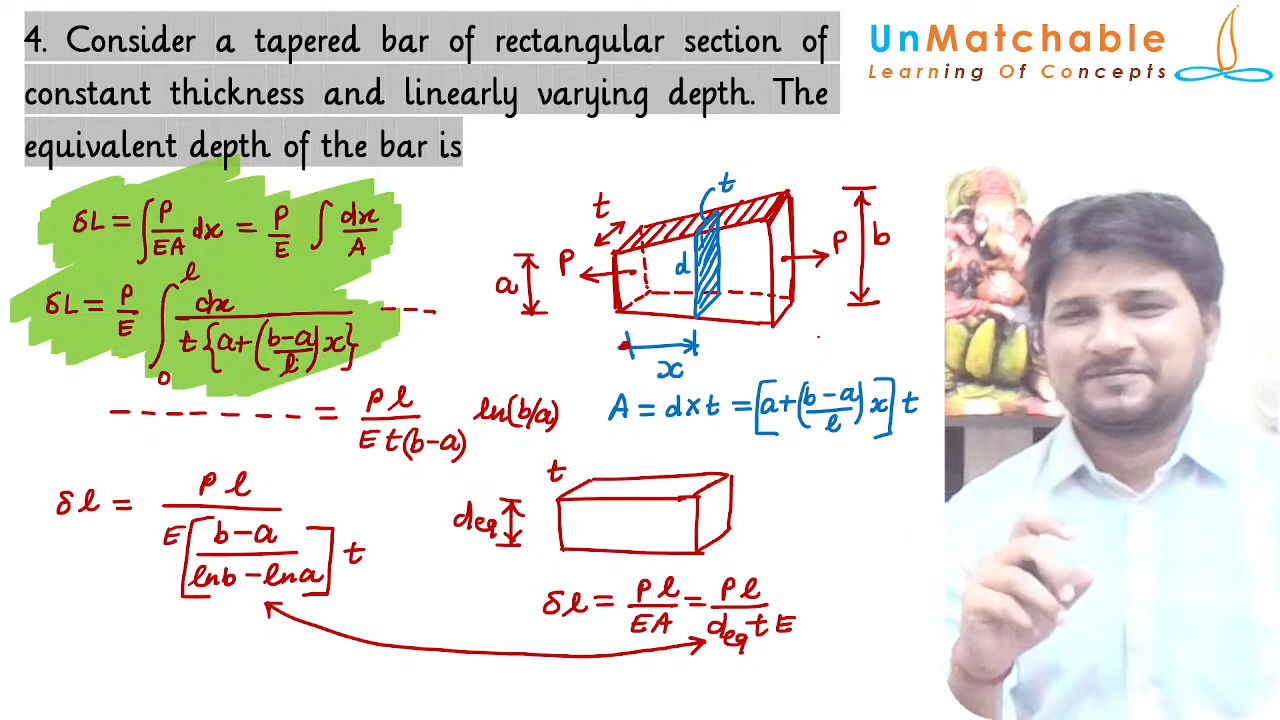 4. Consider a tapered bar of rectangular section of
constant thickness and linearly varying depth. The
equivalent depth of the bar is
UnMatchable
Learning Of Concepts
δL = ∫ P/EA dx = P/E ∫ dx/A
δL = P/E ∫₀ˡ dx / t{a+(b-a/l)x} ---
-------- = Pl / Et(b-a) ln(b/a)
δl = Pl / E[b-a / lnb-lna] t
t
t
P
a
d
P
b
x
A = d×t = [a+(b-a/l)x] t
t
deq
δl = Pl/EA = Pl/deq t E